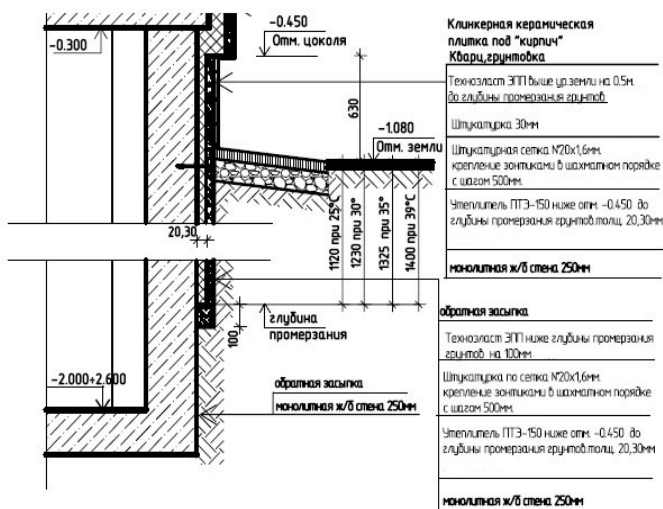 -0.450
Отм. цоколя
-0.300
630
-1.080
Отм. земли
20,30
1120 при 25°С
1230 при 30°
1325 при 35°
1400 при 39°С
глубина
промерзания
100
-2.000÷2.600
обратная засыпка
монолитная ж/б стена 250мм
Клинкерная керамическая
плитка под "кирпич"
Кварц,грунтовка
Техноэласт ЭПП выше ур.земли на 0.5м.
до глубины промерзания грунтов
Штукатурка 30мм
Штукатурная сетка №20х1,6мм.
крепление зонтиками в шахматном порядке
с шагом 500мм.
Утеплитель ПТЭ-150 ниже отм. -0.450 до
глубины промерзания грунтов.толщ. 20,30мм
монолитная ж/б стена 250мм
обратная засыпка
Техноэласт ЭПП ниже глубины промерзания
грунтов на 100мм
Штукатурка по сетка №20х1,6мм.
крепление зонтиками в шахматном порядке
с шагом 500мм.
Утеплитель ПТЭ-150 ниже отм. -0.450 до
глубины промерзания грунтов.толщ. 20,30мм
монолитная ж/б стена 250мм